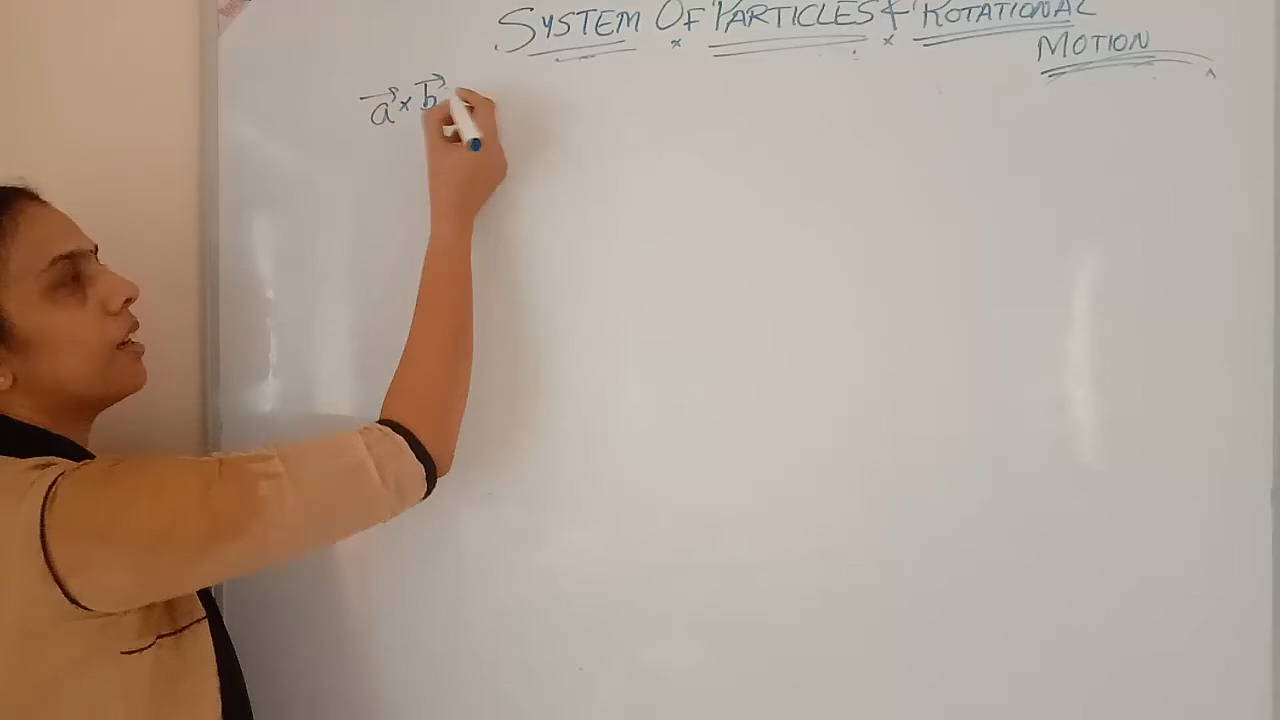 SYSTEM OF PARTICLES & ROTATIONAL
MOTION
a⃗ × b⃗